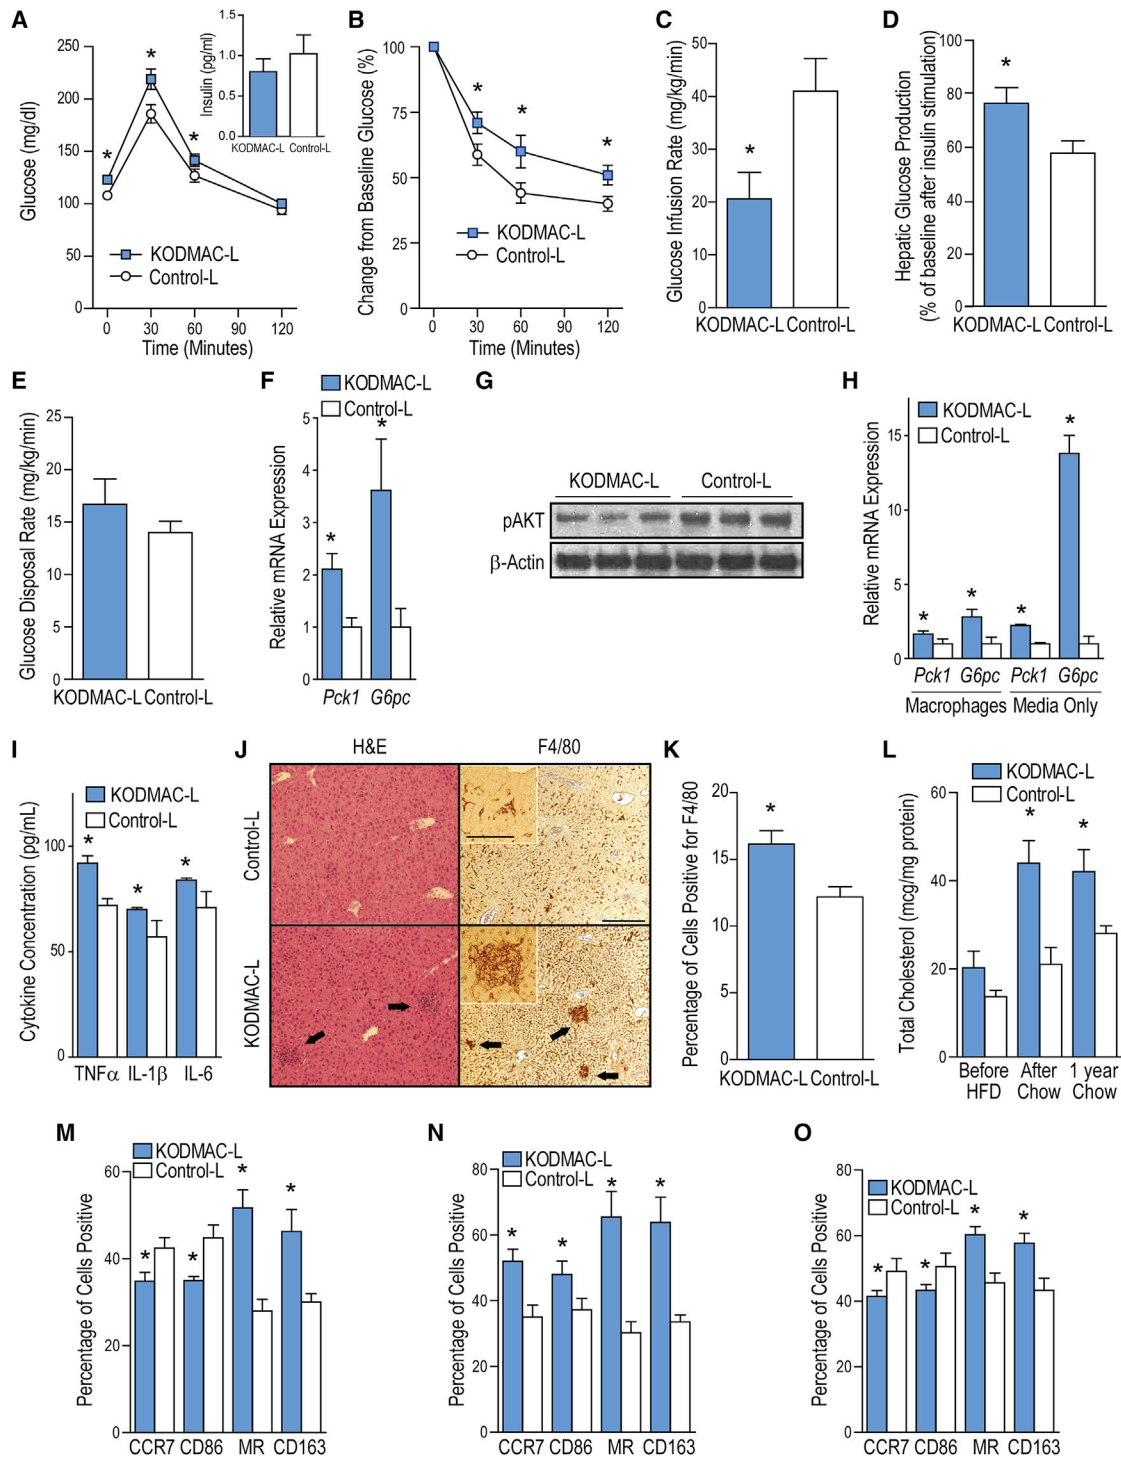 A
Glucose (mg/dl)
250
200
150
100
50
0
*
*
*
KODMAC-L
Control-L
0 30 60 90 120
Time (Minutes)
Insulin (pg/ml)
1.5
1.0
0.5
0.0
KODMAC-L Control-L
B
Change from Baseline Glucose (%)
100
75
50
25
0
*
*
*
KODMAC-L
Control-L
0 30 60 90 120
Time (Minutes)
C
Glucose Infusion Rate (mg/kg/min)
50
40
30
20
10
0
*
KODMAC-L Control-L
D
Hepatic Glucose Production
(% of baseline after insulin stimulation)
100
80
60
40
20
0
*
KODMAC-L Control-L
E
Glucose Disposal Rate (mg/kg/min)
25
20
15
10
5
0
KODMAC-L Control-L
F
KODMAC-L
Control-L
Relative mRNA Expression
5
4
3
2
1
0
*
*
Pck1 G6pc
G
KODMAC-L Control-L
pAKT
β-Actin
H
KODMAC-L
Control-L
Relative mRNA Expression
15
10
5
0
*
*
*
*
Pck1 G6pc Pck1 G6pc
Macrophages Media Only
I
KODMAC-L
Control-L
Cytokine Concentration (pg/mL)
100
50
0
*
*
*
TNFα IL-1β IL-6
J
H&E F4/80
Control-L
KODMAC-L
K
Percentage of Cells Positive for F4/80
20
15
10
5
0
*
KODMAC-L Control-L
L
KODMAC-L
Control-L
Total Cholesterol (mcg/mg protein)
60
40
20
0
*
*
Before After 1 year
HFD Chow Chow
M
KODMAC-L
Control-L
Percentage of Cells Positive
60
40
20
0
*
*
*
*
CCR7 CD86 MR CD163
N
KODMAC-L
Control-L
Percentage of Cells Positive
80
60
40
20
0
*
*
*
*
CCR7 CD86 MR CD163
O
KODMAC-L
Control-L
Percentage of Cells Positive
80
60
40
20
0
*
*
*
*
CCR7 CD86 MR CD163